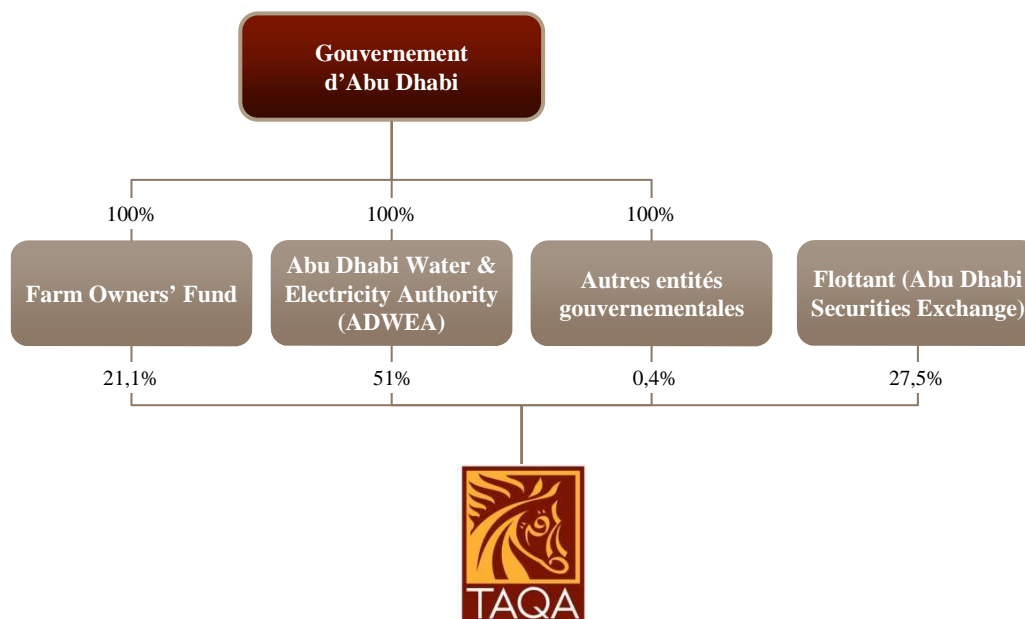 Gouvernement
d’Abu Dhabi
100%
100%
100%
Farm Owners’ Fund
Abu Dhabi Water &
Electricity Authority
(ADWEA)
Autres entités
gouvernementales
Flottant (Abu Dhabi
Securities Exchange)
21,1%
51%
0,4%
27,5%
TAQA